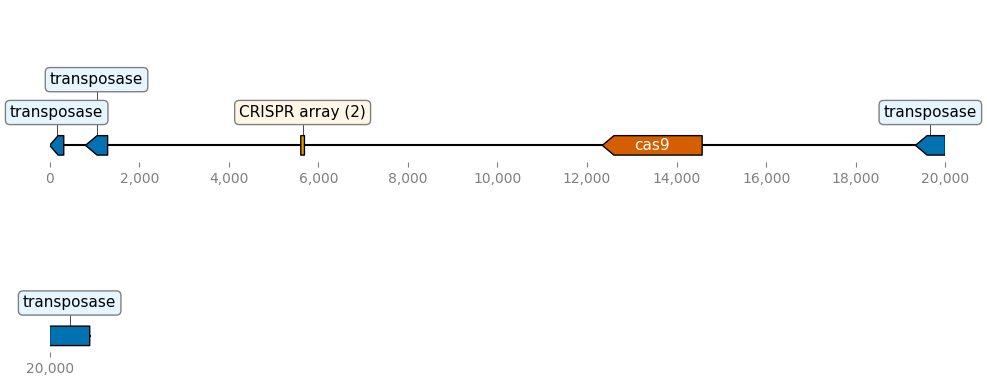 transposase
transposase CRISPR array (2) transposase
cas9
0 2,000 4,000 6,000 8,000 10,000 12,000 14,000 16,000 18,000 20,000
transposase
20,000